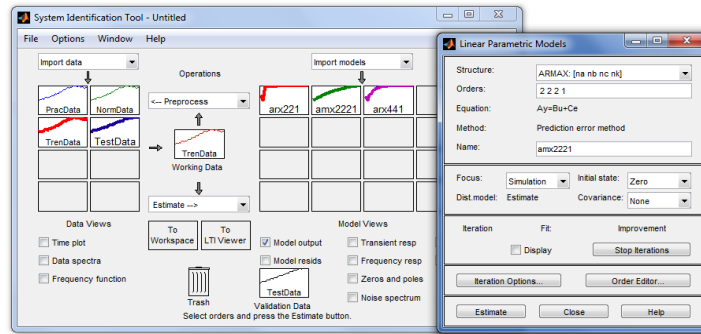 System Identification Tool - Untitled
File Options Window Help
Import data
Operations
Import models
PracData
NormData
<-- Preprocess
arx221
amx2221
arx441
TrenData
TestData
TrenData
Working Data
Estimate -->
Data Views
To Workspace
To LTI Viewer
Model Views
Time plot
Model output
Transient resp
Data spectra
Model resids
Frequency resp
Frequency function
Zeros and poles
Trash
TestData
Validation Data
Noise spectrum
Select orders and press the Estimate button.
Linear Parametric Models
Structure: ARMAX: [na nb nc nk]
Orders: 2 2 2 1
Equation: Ay=Bu+Ce
Method: Prediction error method
Name: amx2221
Focus: Simulation Initial state: Zero
Dist.model: Estimate Covariance: None
Iteration Fit: Improvement
Display Stop Iterations
Iteration Options... Order Editor...
Estimate Close Help